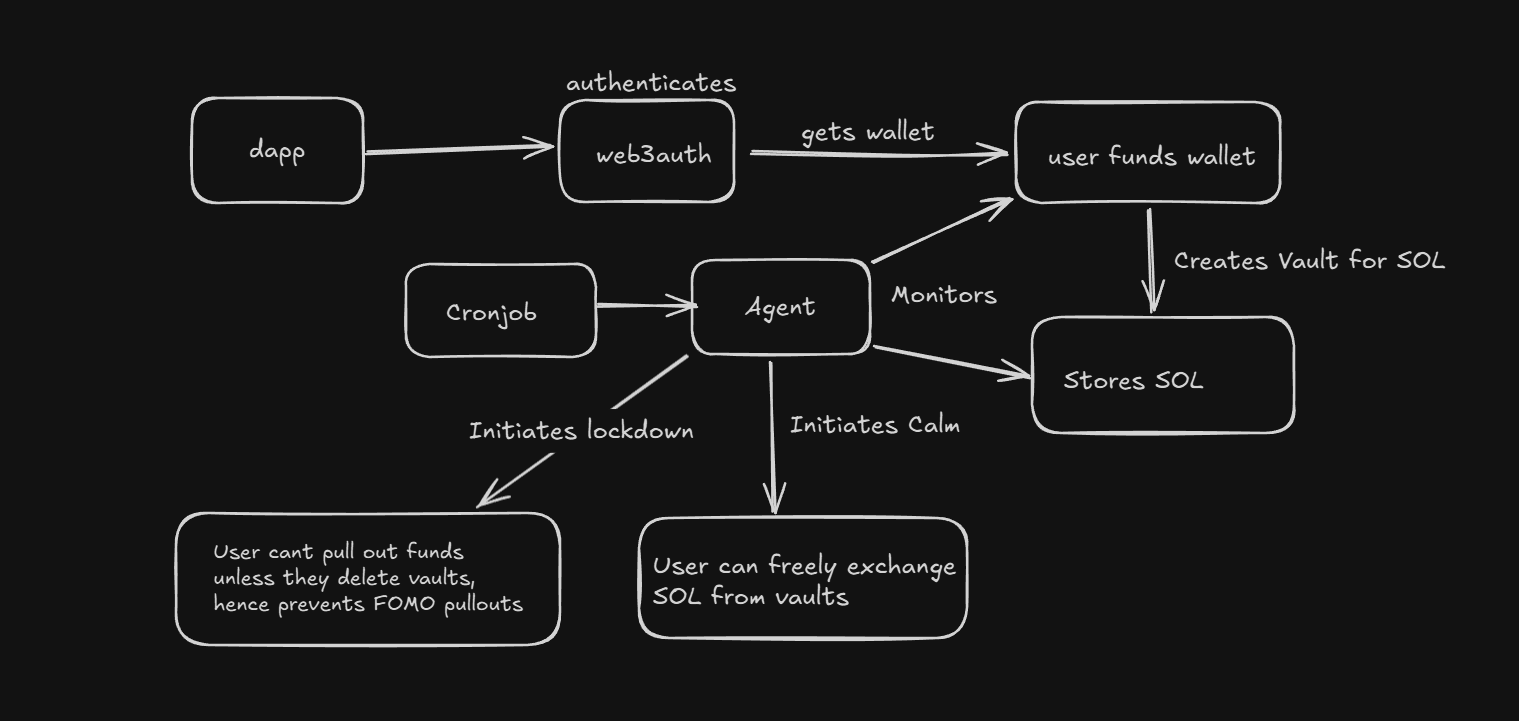 authenticates
dapp
web3auth
gets wallet
user funds wallet
Creates Vault for SOL
Cronjob
Agent
Monitors
Stores SOL
Initiates lockdown
Initiates Calm
User cant pull out funds
unless they delete vaults,
hence prevents FOMO pullouts
User can freely exchange
SOL from vaults